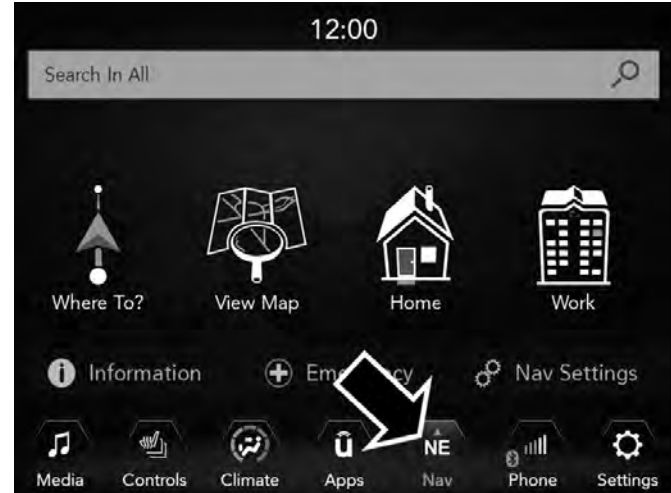 12:00
Search In All
Where To? View Map Home Work
i Information Nav Settings
ū NE
Media Controls Climate Apps Nav Phone Settings